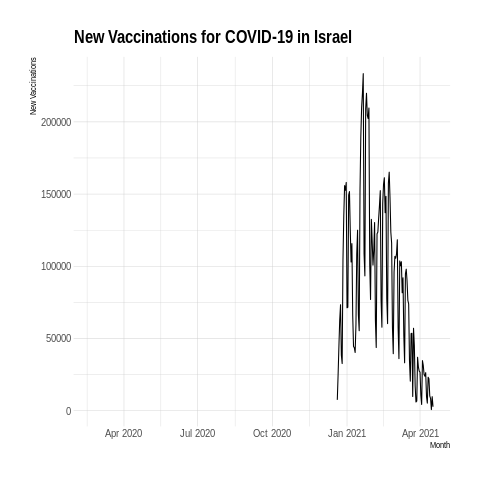 New Vaccinations for COVID-19 in Israel
New Vaccinations
200000
150000
100000
50000
0
Apr 2020 Jul 2020 Oct 2020 Jan 2021 Apr 2021
Month